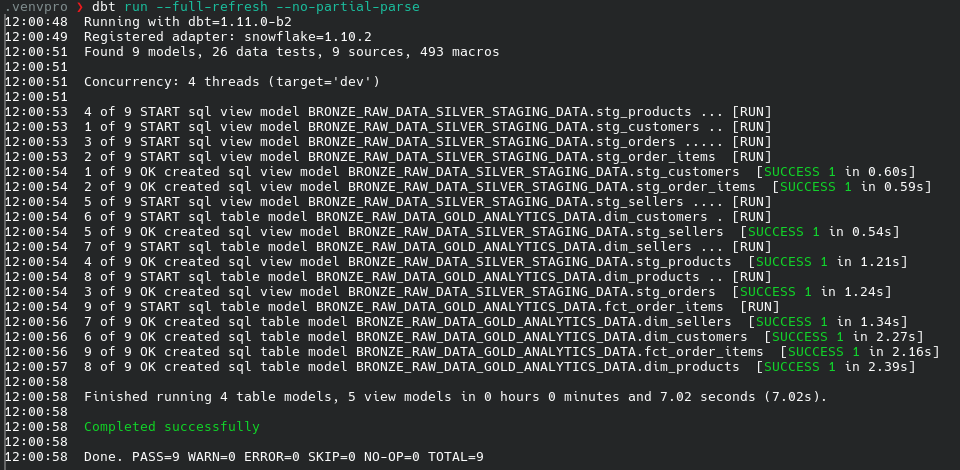 .venvpro ❯ dbt run --full-refresh --no-partial-parse
12:00:48  Running with dbt=1.11.0-b2
12:00:49  Registered adapter: snowflake=1.10.2
12:00:51  Found 9 models, 26 data tests, 9 sources, 493 macros
12:00:51
12:00:51  Concurrency: 4 threads (target='dev')
12:00:51
12:00:53  4 of 9 START sql view model BRONZE_RAW_DATA_SILVER_STAGING_DATA.stg_products ... [RUN]
12:00:53  1 of 9 START sql view model BRONZE_RAW_DATA_SILVER_STAGING_DATA.stg_customers .. [RUN]
12:00:53  3 of 9 START sql view model BRONZE_RAW_DATA_SILVER_STAGING_DATA.stg_orders ..... [RUN]
12:00:53  2 of 9 START sql view model BRONZE_RAW_DATA_SILVER_STAGING_DATA.stg_order_items  [RUN]
12:00:54  1 of 9 OK created sql view model BRONZE_RAW_DATA_SILVER_STAGING_DATA.stg_customers  [SUCCESS 1 in 0.60s]
12:00:54  2 of 9 OK created sql view model BRONZE_RAW_DATA_SILVER_STAGING_DATA.stg_order_items  [SUCCESS 1 in 0.59s]
12:00:54  5 of 9 START sql view model BRONZE_RAW_DATA_SILVER_STAGING_DATA.stg_sellers .... [RUN]
12:00:54  6 of 9 START sql table model BRONZE_RAW_DATA_GOLD_ANALYTICS_DATA.dim_customers . [RUN]
12:00:54  5 of 9 OK created sql view model BRONZE_RAW_DATA_SILVER_STAGING_DATA.stg_sellers  [SUCCESS 1 in 0.54s]
12:00:54  7 of 9 START sql table model BRONZE_RAW_DATA_GOLD_ANALYTICS_DATA.dim_sellers ... [RUN]
12:00:54  4 of 9 OK created sql view model BRONZE_RAW_DATA_SILVER_STAGING_DATA.stg_products  [SUCCESS 1 in 1.21s]
12:00:54  8 of 9 START sql table model BRONZE_RAW_DATA_GOLD_ANALYTICS_DATA.dim_products .. [RUN]
12:00:54  3 of 9 OK created sql view model BRONZE_RAW_DATA_SILVER_STAGING_DATA.stg_orders  [SUCCESS 1 in 1.24s]
12:00:54  9 of 9 START sql table model BRONZE_RAW_DATA_GOLD_ANALYTICS_DATA.fct_order_items  [RUN]
12:00:56  7 of 9 OK created sql table model BRONZE_RAW_DATA_GOLD_ANALYTICS_DATA.dim_sellers  [SUCCESS 1 in 1.34s]
12:00:56  6 of 9 OK created sql table model BRONZE_RAW_DATA_GOLD_ANALYTICS_DATA.dim_customers  [SUCCESS 1 in 2.27s]
12:00:56  9 of 9 OK created sql table model BRONZE_RAW_DATA_GOLD_ANALYTICS_DATA.fct_order_items  [SUCCESS 1 in 2.16s]
12:00:57  8 of 9 OK created sql table model BRONZE_RAW_DATA_GOLD_ANALYTICS_DATA.dim_products  [SUCCESS 1 in 2.39s]
12:00:58
12:00:58  Finished running 4 table models, 5 view models in 0 hours 0 minutes and 7.02 seconds (7.02s).
12:00:58
12:00:58  Completed successfully
12:00:58
12:00:58  Done. PASS=9 WARN=0 ERROR=0 SKIP=0 NO-OP=0 TOTAL=9